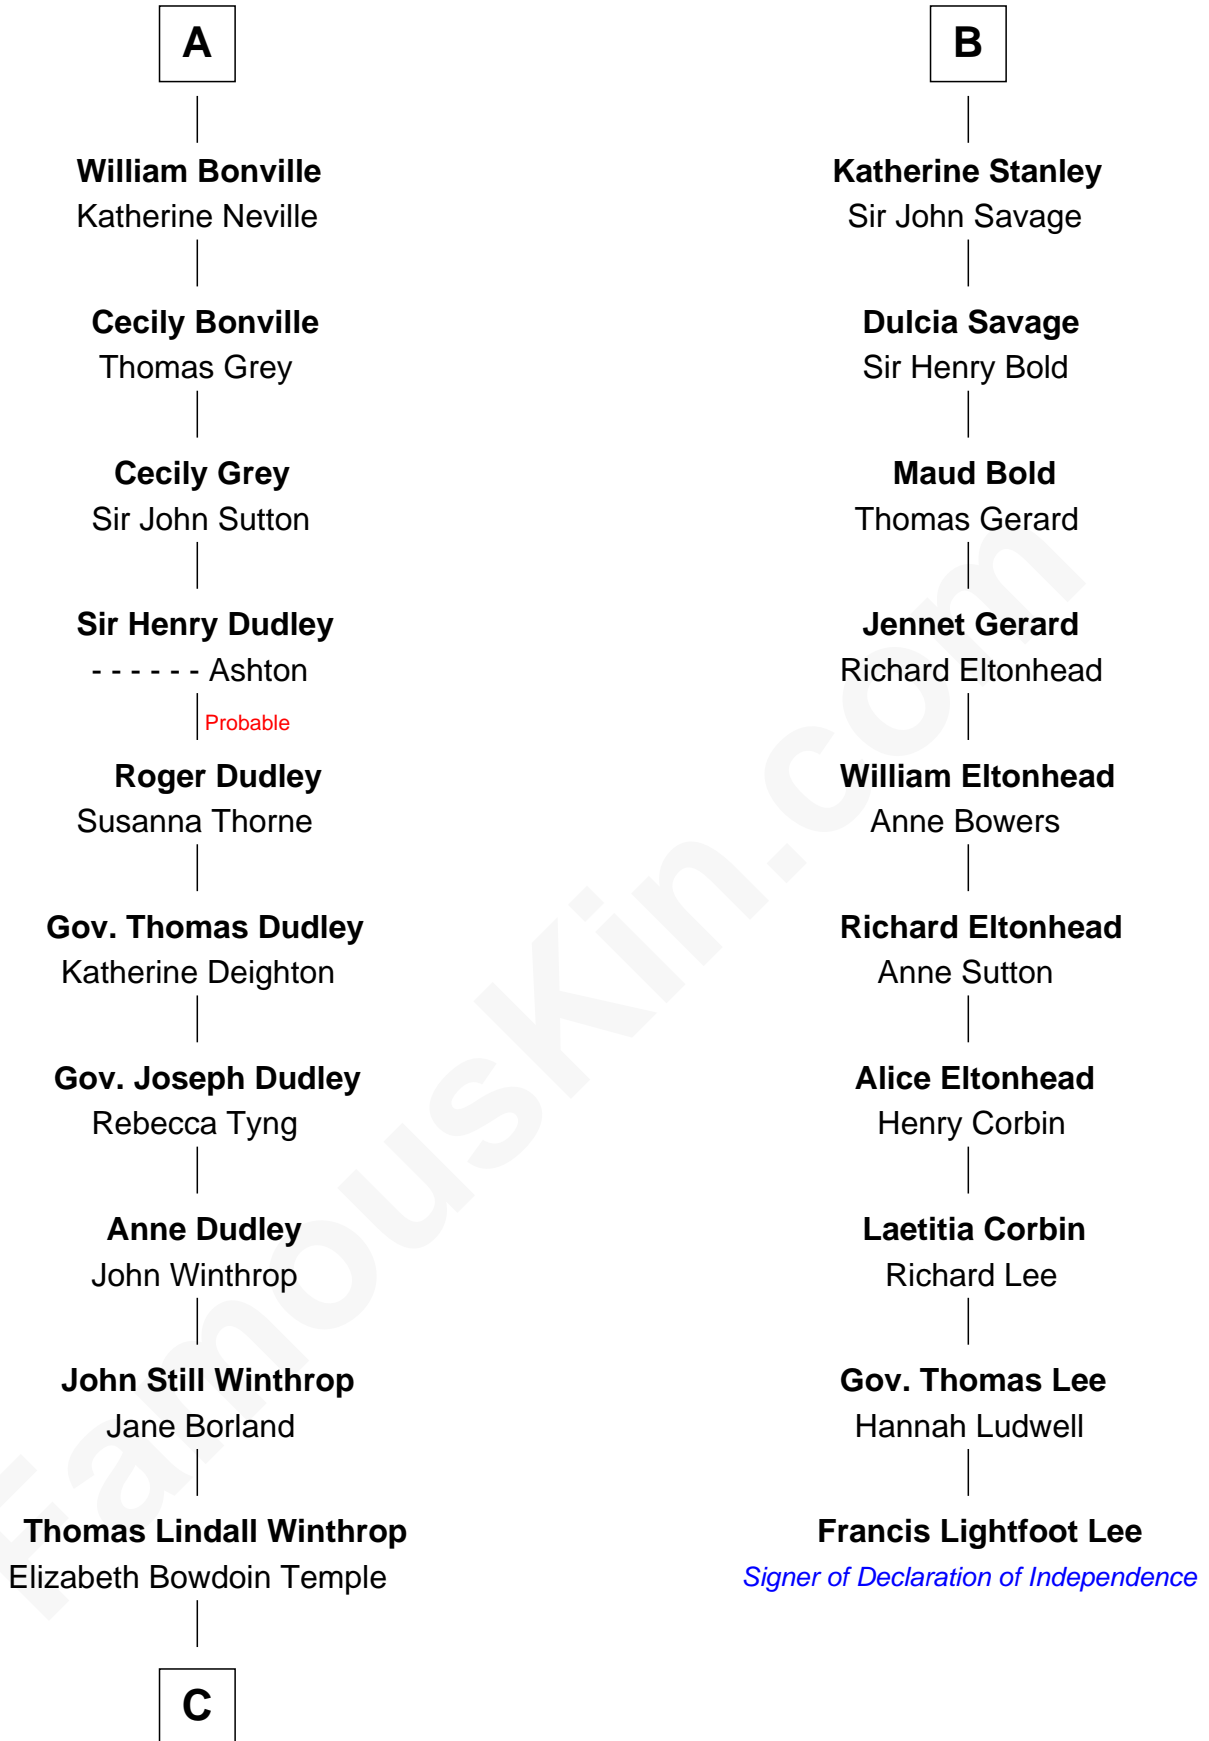 A
William Bonville
Katherine Neville
Cecily Bonville
Thomas Grey
Cecily Grey
Sir John Sutton
Sir Henry Dudley
- - - - - - Ashton
Probable
Roger Dudley
Susanna Thorne
Gov. Thomas Dudley
Katherine Deighton
Gov. Joseph Dudley
Rebecca Tyng
Anne Dudley
John Winthrop
John Still Winthrop
Jane Borland
Thomas Lindall Winthrop
Elizabeth Bowdoin Temple
C
B
Katherine Stanley
Sir John Savage
Dulcia Savage
Sir Henry Bold
Maud Bold
Thomas Gerard
Jennet Gerard
Richard Eltonhead
William Eltonhead
Anne Bowers
Richard Eltonhead
Anne Sutton
Alice Eltonhead
Henry Corbin
Laetitia Corbin
Richard Lee
Gov. Thomas Lee
Hannah Ludwell
Francis Lightfoot Lee
Signer of Declaration of Independence
FamousKin.com